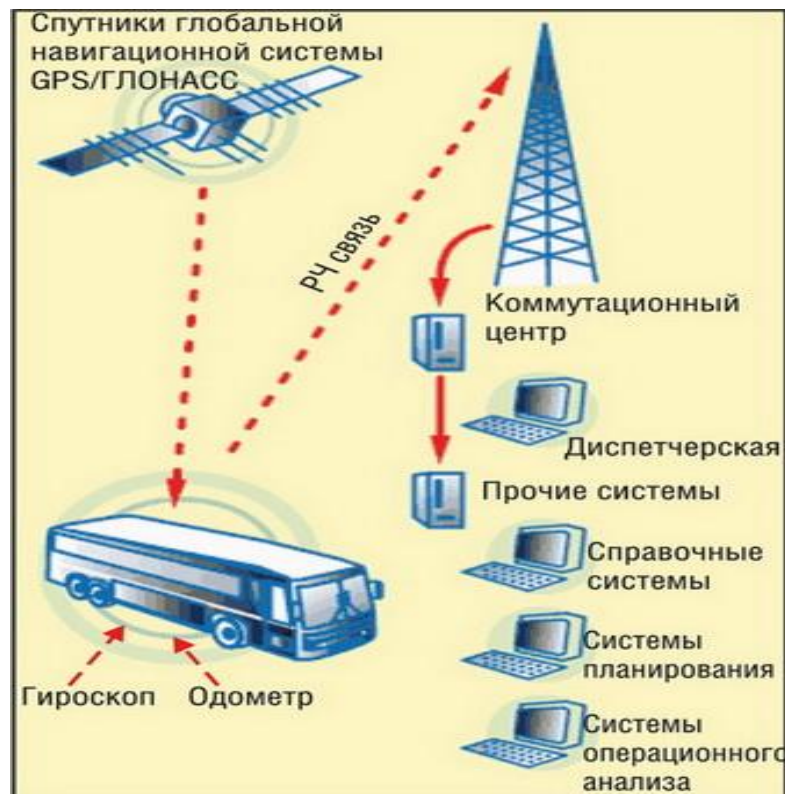 Спутники глобальной
навигационной системы
GPS/ГЛОНАСС
РЧ связь
Коммутационный
центр
Диспетчерская
Прочие системы
Справочные
системы
Системы
планирования
Системы
операционного
анализа
Гироскоп
Одометр